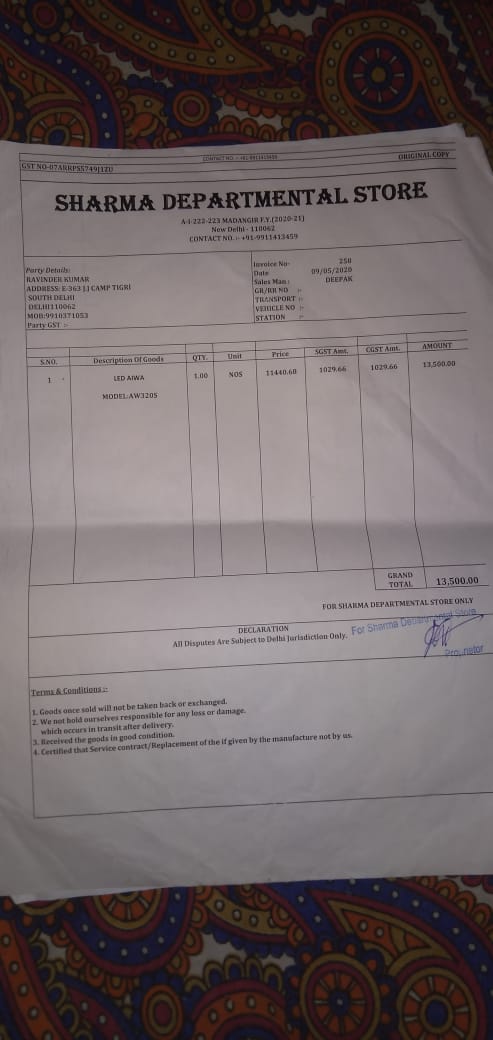 CONTACT NO. :- +91-9911413459
GST NO-07ARRPS5749J1ZU
ORIGINAL COPY
SHARMA DEPARTMENTAL STORE
A-I-222-223 MADANGIR F.Y.(2020-21)
New Delhi - 110062
CONTACT NO. :- +91-9911413459
Party Details:
RAVINDER KUMAR
ADDRESS: E-363 J J CAMP TIGRI
SOUTH DELHI
DELHI110062
MOB:9910371053
Party GST :-
Invoice No- 250
Date 09/05/2020
Sales Man : DEEPAK
GR/RR NO :-
TRANSPORT :-
VEHICLE NO :-
STATION :-
S.NO. Description Of Goods QTY. Unit Price SGST Amt. CGST Amt. AMOUNT
1 LED AIWA 1.00 NOS 11440.68 1029.66 1029.66 13,500.00
MODEL:AW320S
GRAND TOTAL 13,500.00
FOR SHARMA DEPARTMENTAL STORE ONLY
DECLARATION
All Disputes Are Subject to Delhi Jurisdiction Only.
For Sharma Departmental Store
Proprietor
Terms & Conditions :-
1. Goods once sold will not be taken back or exchanged.
2. We not hold ourselves responsible for any loss or damage.
which occurs in transit after delivery.
3. Received the goods in good condition.
4. Certified that Service contract/Replacement of the if given by the manufacture not by us.